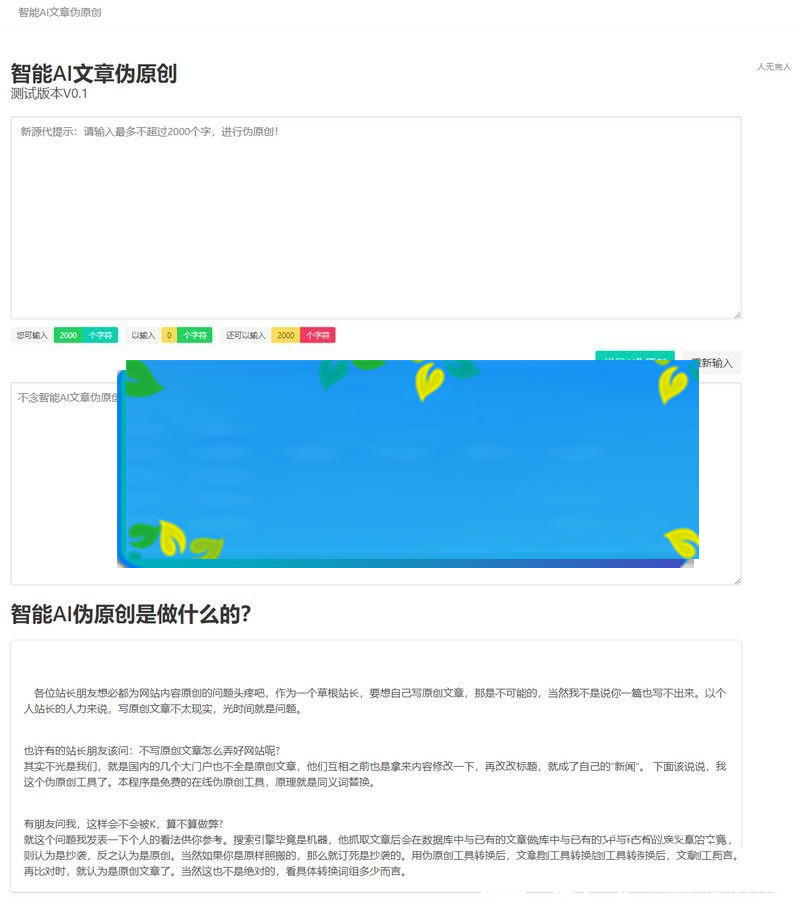 智能AI文章伪原创
智能AI文章伪原创
人无完人
测试版本V0.1
新源代提示：请输入最多不超过2000个字，进行伪原创！
您可输入 2000 个字符 以输入 0 个字符 还可以输入 2000 个字符
重新输入
不含智能AI文章伪原创
智能AI伪原创是做什么的？
各位站长朋友想必都为网站内容原创的问题头疼吧，作为一个草根站长，要想自己写原创文章，那是不可能的，当然我不是说你一篇也写不出来。以个
人站长的人力来说，写原创文章不太现实，光时间就是问题。
也许有的站长朋友该问：不写原创文章怎么弄好网站呢？
其实不光是我们，就是国内的几个大门户也不全是原创文章，他们互相之前也是拿来内容修改一下，再改改标题，就成了自己的"新闻"。 下面该说说，我
这个伪原创工具了。本程序是免费的在线伪原创工具，原理就是同义词替换。
有朋友问我，这样会不会被K，算不算做弊？
就这个问题我发表一下个人的看法供你参考。搜索引擎毕竟是机器，他抓取文章后会在数据库中与已有的文章做库中与已有的
则认为是抄袭，反之认为是原创。当然如果你是原样照搬的，那么就订死是抄袭的。用伪原创工具转换后，文章
再比对时，就认为是原创文章了。当然这也不是绝对的，看具体转换词组多少而言。